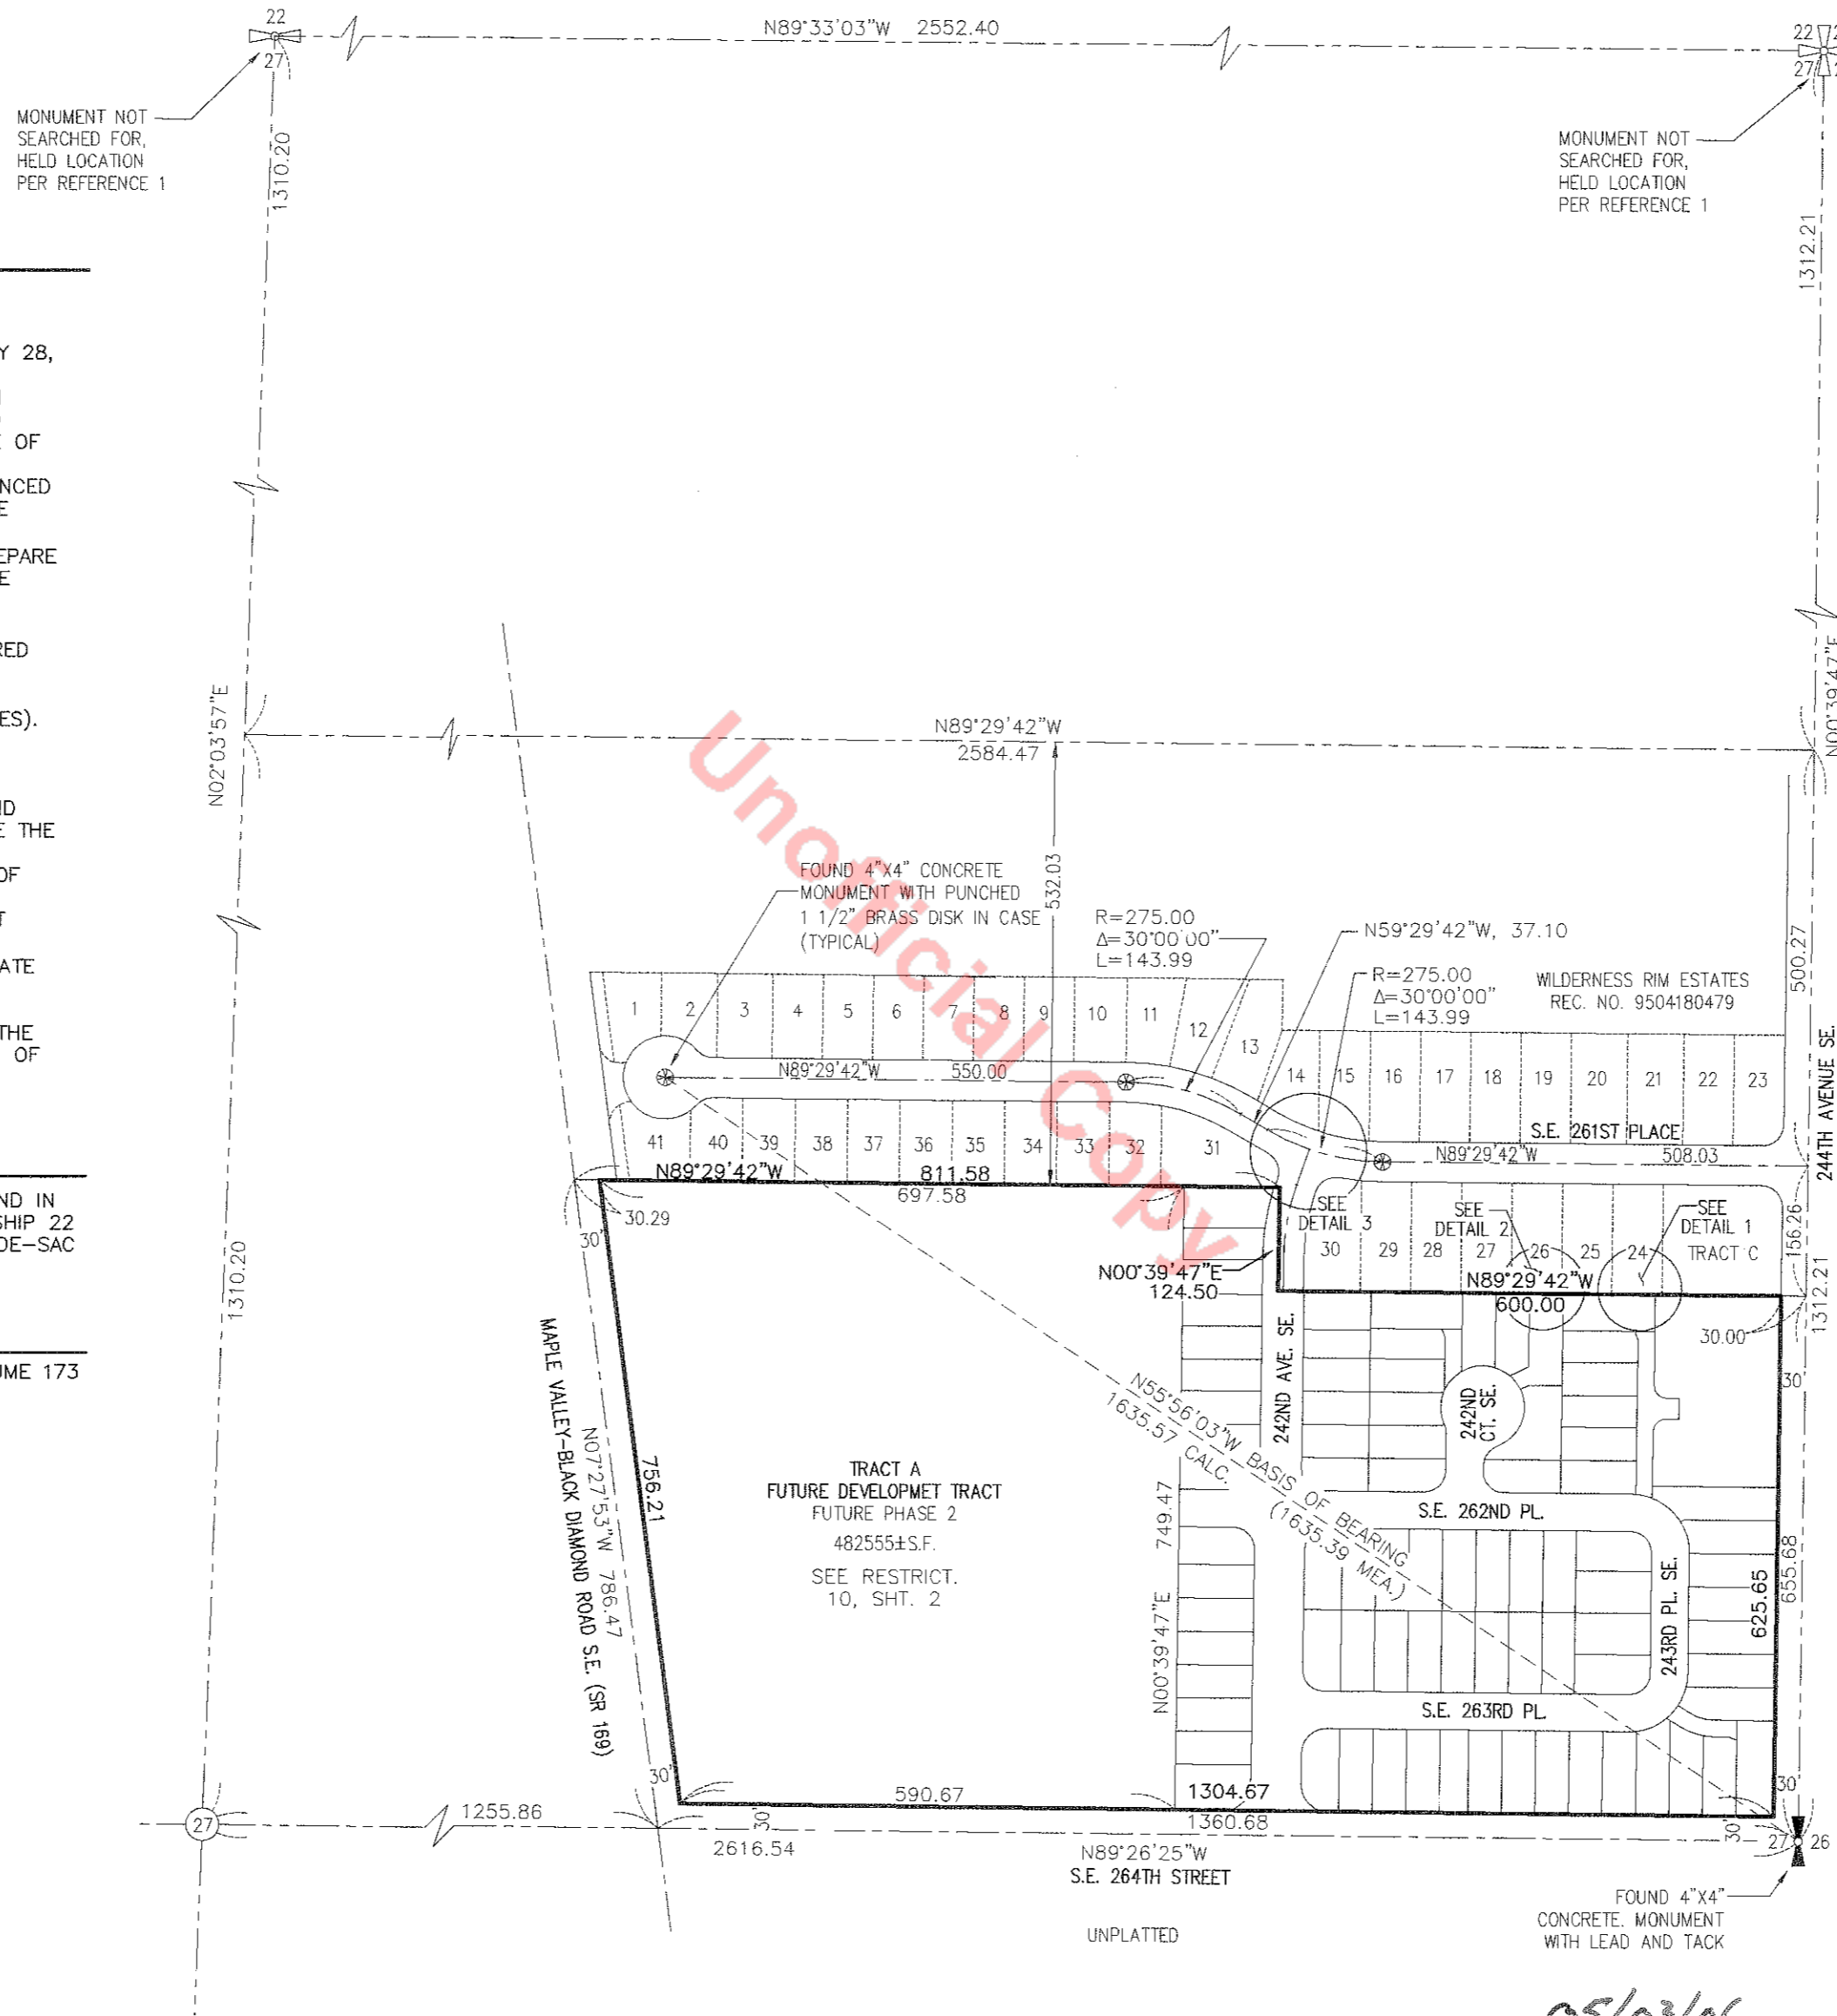 22
27
N89°33'03"W 2552.40
22
27
MONUMENT NOT
SEARCHED FOR,
HELD LOCATION
PER REFERENCE 1
1310.20
MONUMENT NOT
SEARCHED FOR,
HELD LOCATION
PER REFERENCE 1
1312.21
Y 28,
OF
NCED
E
EPARE
E
RED
ES).
ND
E THE
OF
T
ATE
THE
OF
ND IN
SHIP 22
DE-SAC
UME 173
N02°03'57"E
N00°39'47"E
N89°29'42"W
2584.47
532.03
Unofficial Copy
FOUND 4"X4" CONCRETE
MONUMENT WITH PUNCHED
1 1/2" BRASS DISK IN CASE
(TYPICAL)
R=275.00
Δ=30°00'00"
L=143.99
N59°29'42"W, 37.10
R=275.00
Δ=30°00'00"
L=143.99
WILDERNESS RIM ESTATES
REC. NO. 9504180479
500.27
244TH AVENUE SE.
1 2 3 4 5 6 7 8 9 10 11 12 13
14 15 16 17 18 19 20 21 22 23
N89°29'42"W 550.00
S.E. 261ST PLACE
N89°29'42"W 508.03
41 40 39 38 37 36 35 34 33 32 31
N89°29'42"W 811.58
697.58
30.29
30'
SEE
DETAIL 3
SEE
DETAIL 2
SEE
DETAIL 1
30 29 28 27 26 25 24 TRACT C
156.26
1312.21
N00°39'47"E
124.50
N89°29'42"W
600.00
30.00
30'
1310.20
MAPLE VALLEY-BLACK DIAMOND ROAD S.E. (SR 169)
N07°27'53"W 786.47
756.21
242ND AVE. SE.
242ND
CT. SE.
N55°56'03"W BASIS OF BEARING
1635.57 CALC.
(1635.39 MEA.)
TRACT A
FUTURE DEVELOPMET TRACT
FUTURE PHASE 2
482555±S.F.
SEE RESTRICT.
10, SHT. 2
N00°39'47"E 749.47
S.E. 262ND PL.
243RD PL. SE.
625.65
655.68
S.E. 263RD PL.
30'
590.67
1304.67
30'
27
1255.86
30'
1360.68
30'
27 26
2616.54
N89°26'25"W
S.E. 264TH STREET
UNPLATTED
FOUND 4"X4"
CONCRETE. MONUMENT
WITH LEAD AND TACK